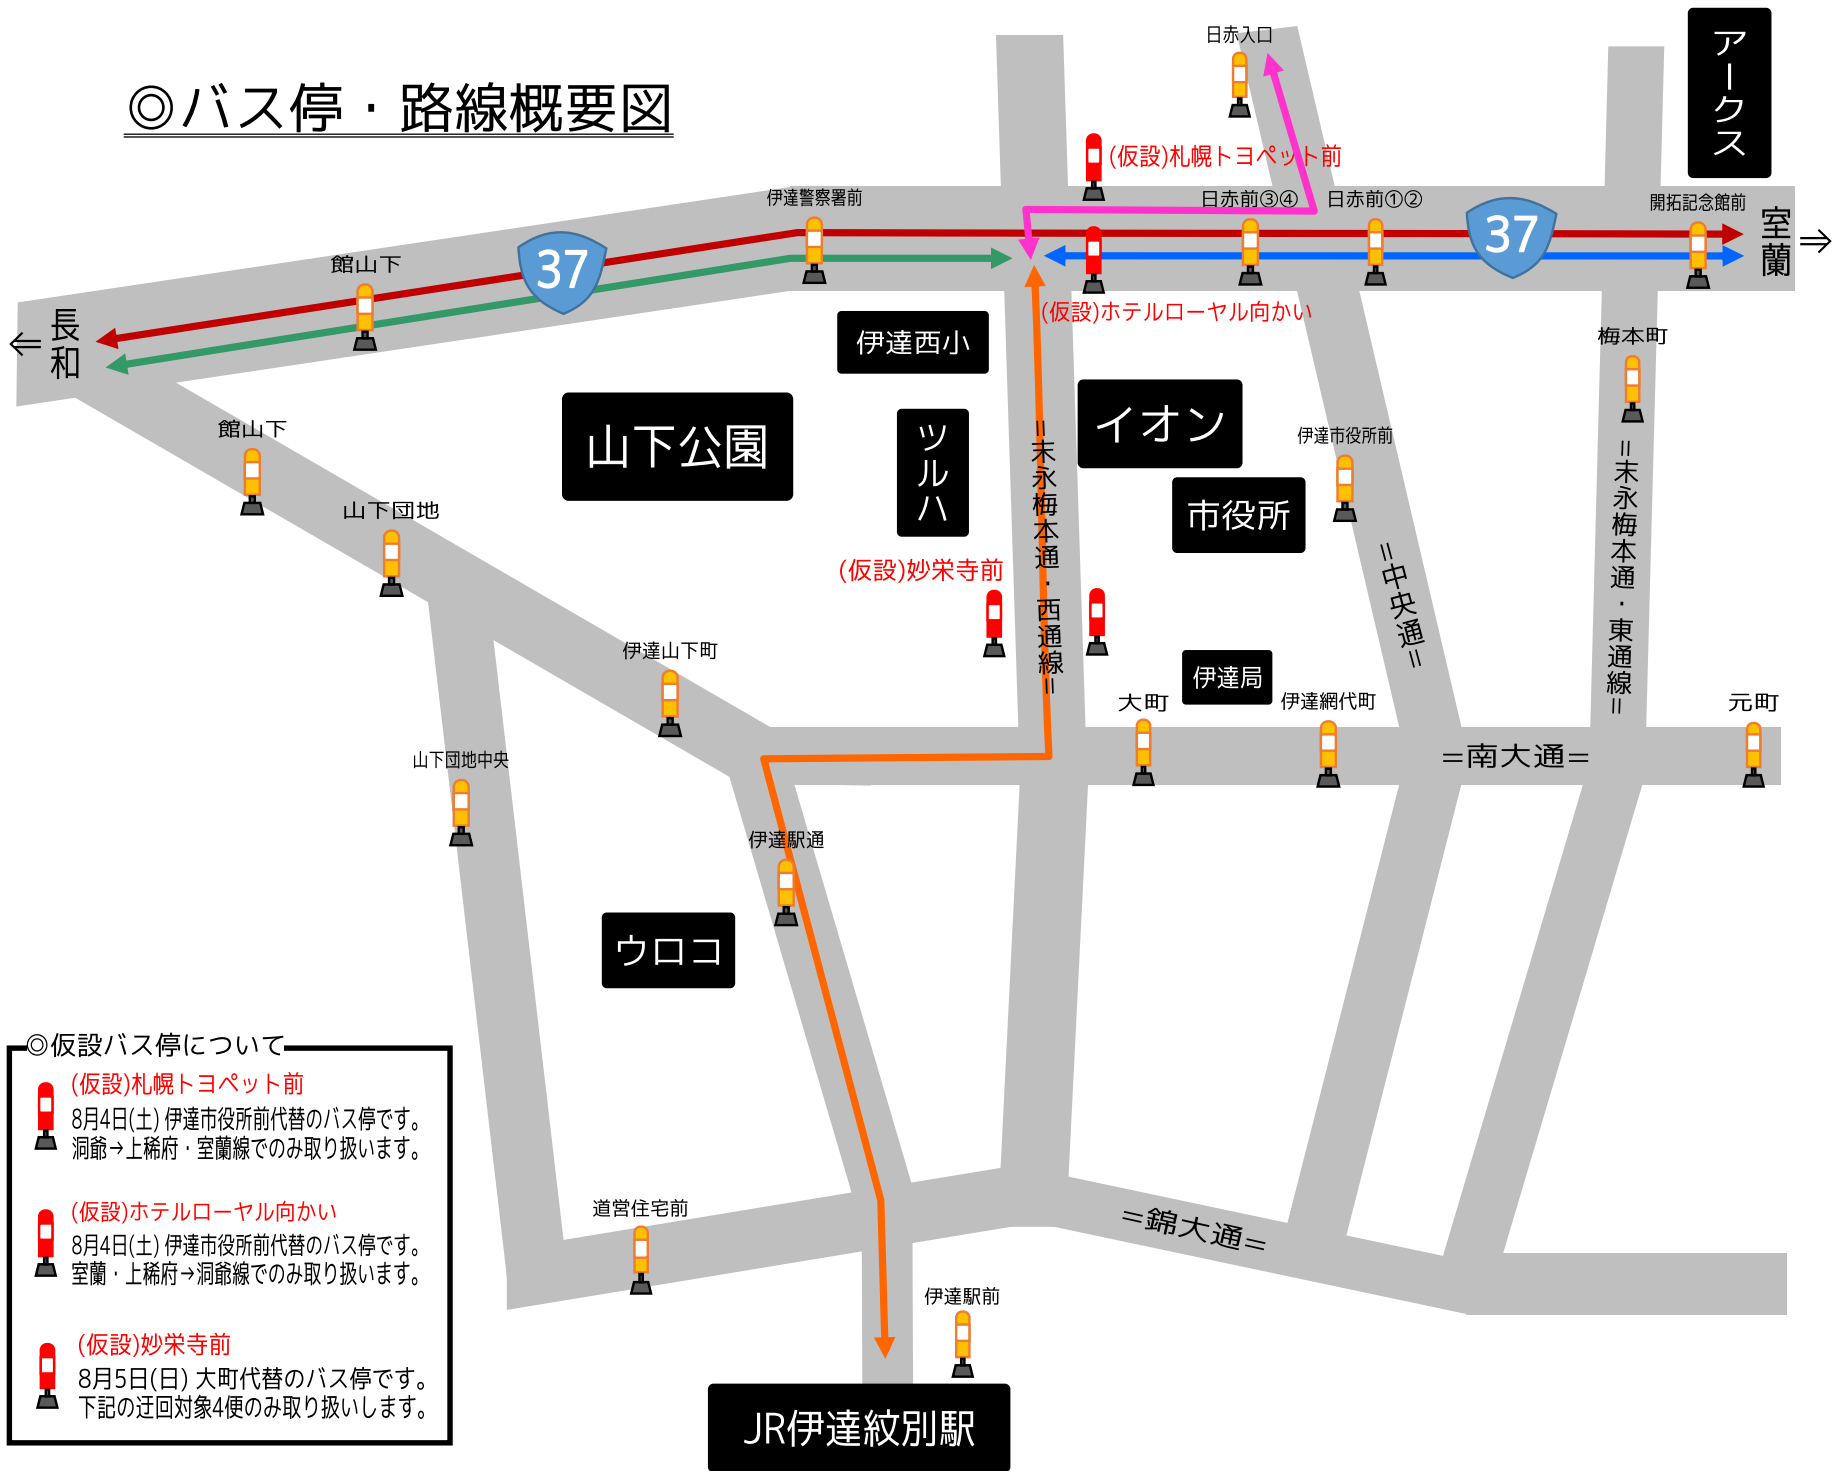 ◎バス停・路線概要図
日赤入口
アークス
(仮設)札幌トヨペット前
伊達警察署前
日赤前③④
日赤前①②
開拓記念館前
37
37
室蘭
⇒
館山下
⇐
長和
(仮設)ホテルローヤル向かい
伊達西小
梅本町
山下公園
ツルハ
イオン
館山下
伊達市役所前
=末永梅本通・西通線=
=末永梅本通・東通線=
市役所
山下団地
(仮設)妙栄寺前
=中央通=
伊達山下町
伊達局
大町
伊達網代町
元町
=南大通=
山下団地中央
伊達駅通
ウロコ
道営住宅前
=錦大通=
伊達駅前
JR伊達紋別駅
◎仮設バス停について
(仮設)札幌トヨペット前
8月4日(土) 伊達市役所前代替のバス停です。
洞爺→上稀府・室蘭線でのみ取り扱います。
(仮設)ホテルローヤル向かい
8月4日(土) 伊達市役所前代替のバス停です。
室蘭・上稀府→洞爺線でのみ取り扱います。
(仮設)妙栄寺前
8月5日(日) 大町代替のバス停です。
下記の迂回対象4便のみ取り扱いします。